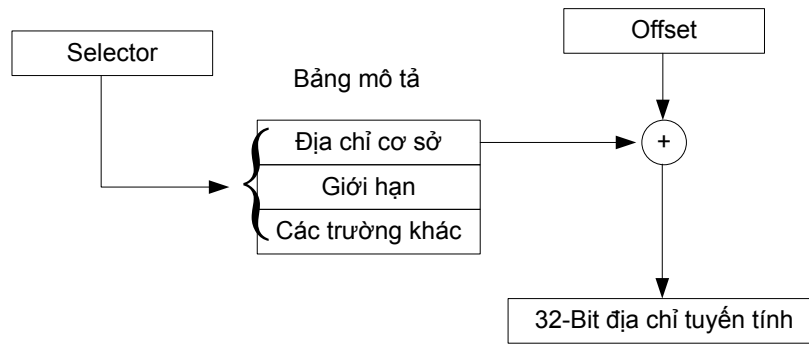 Selector
Offset
Bảng mô tả
Địa chỉ cơ sở
+
Giới hạn
Các trường khác
32-Bit địa chỉ tuyến tính